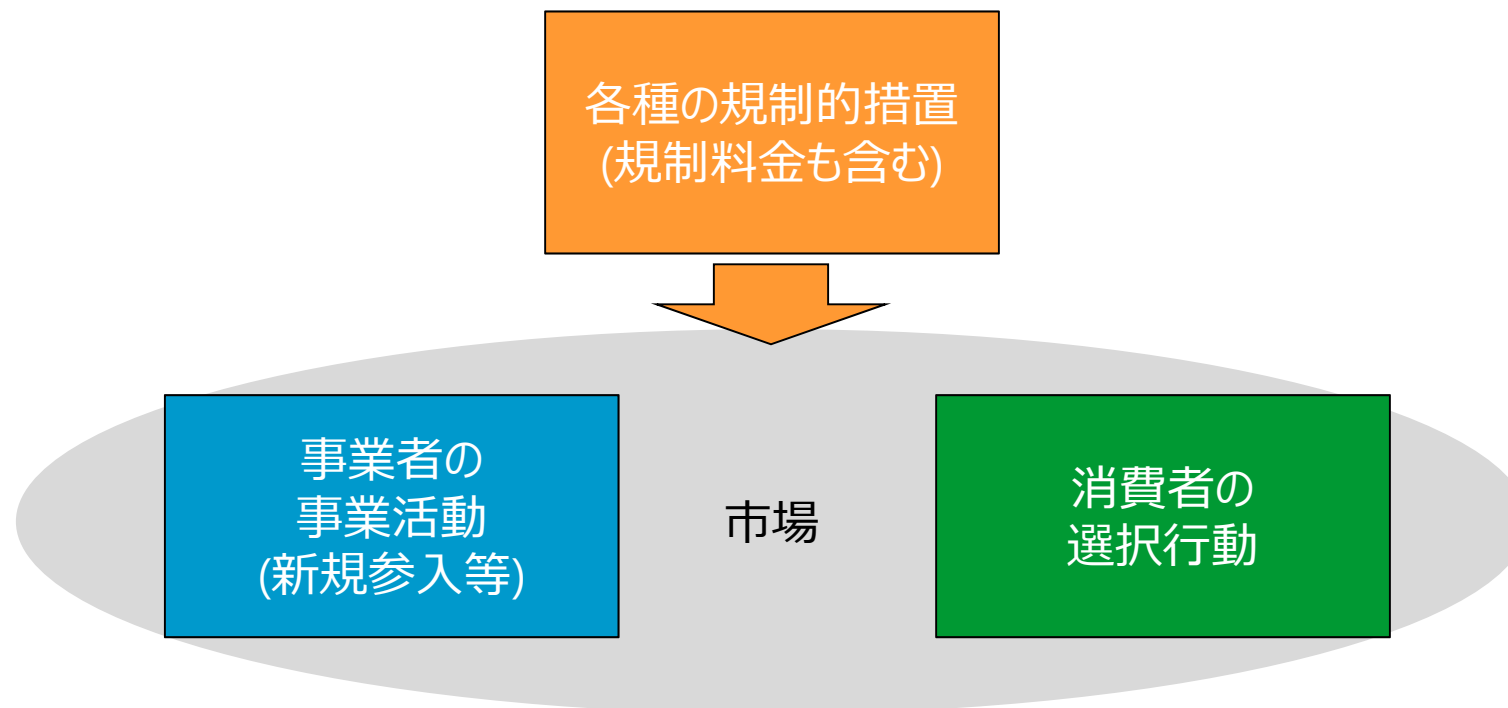 各種の規制的措置
(規制料金も含む)
事業者の
事業活動
(新規参入等)
市場
消費者の
選択行動